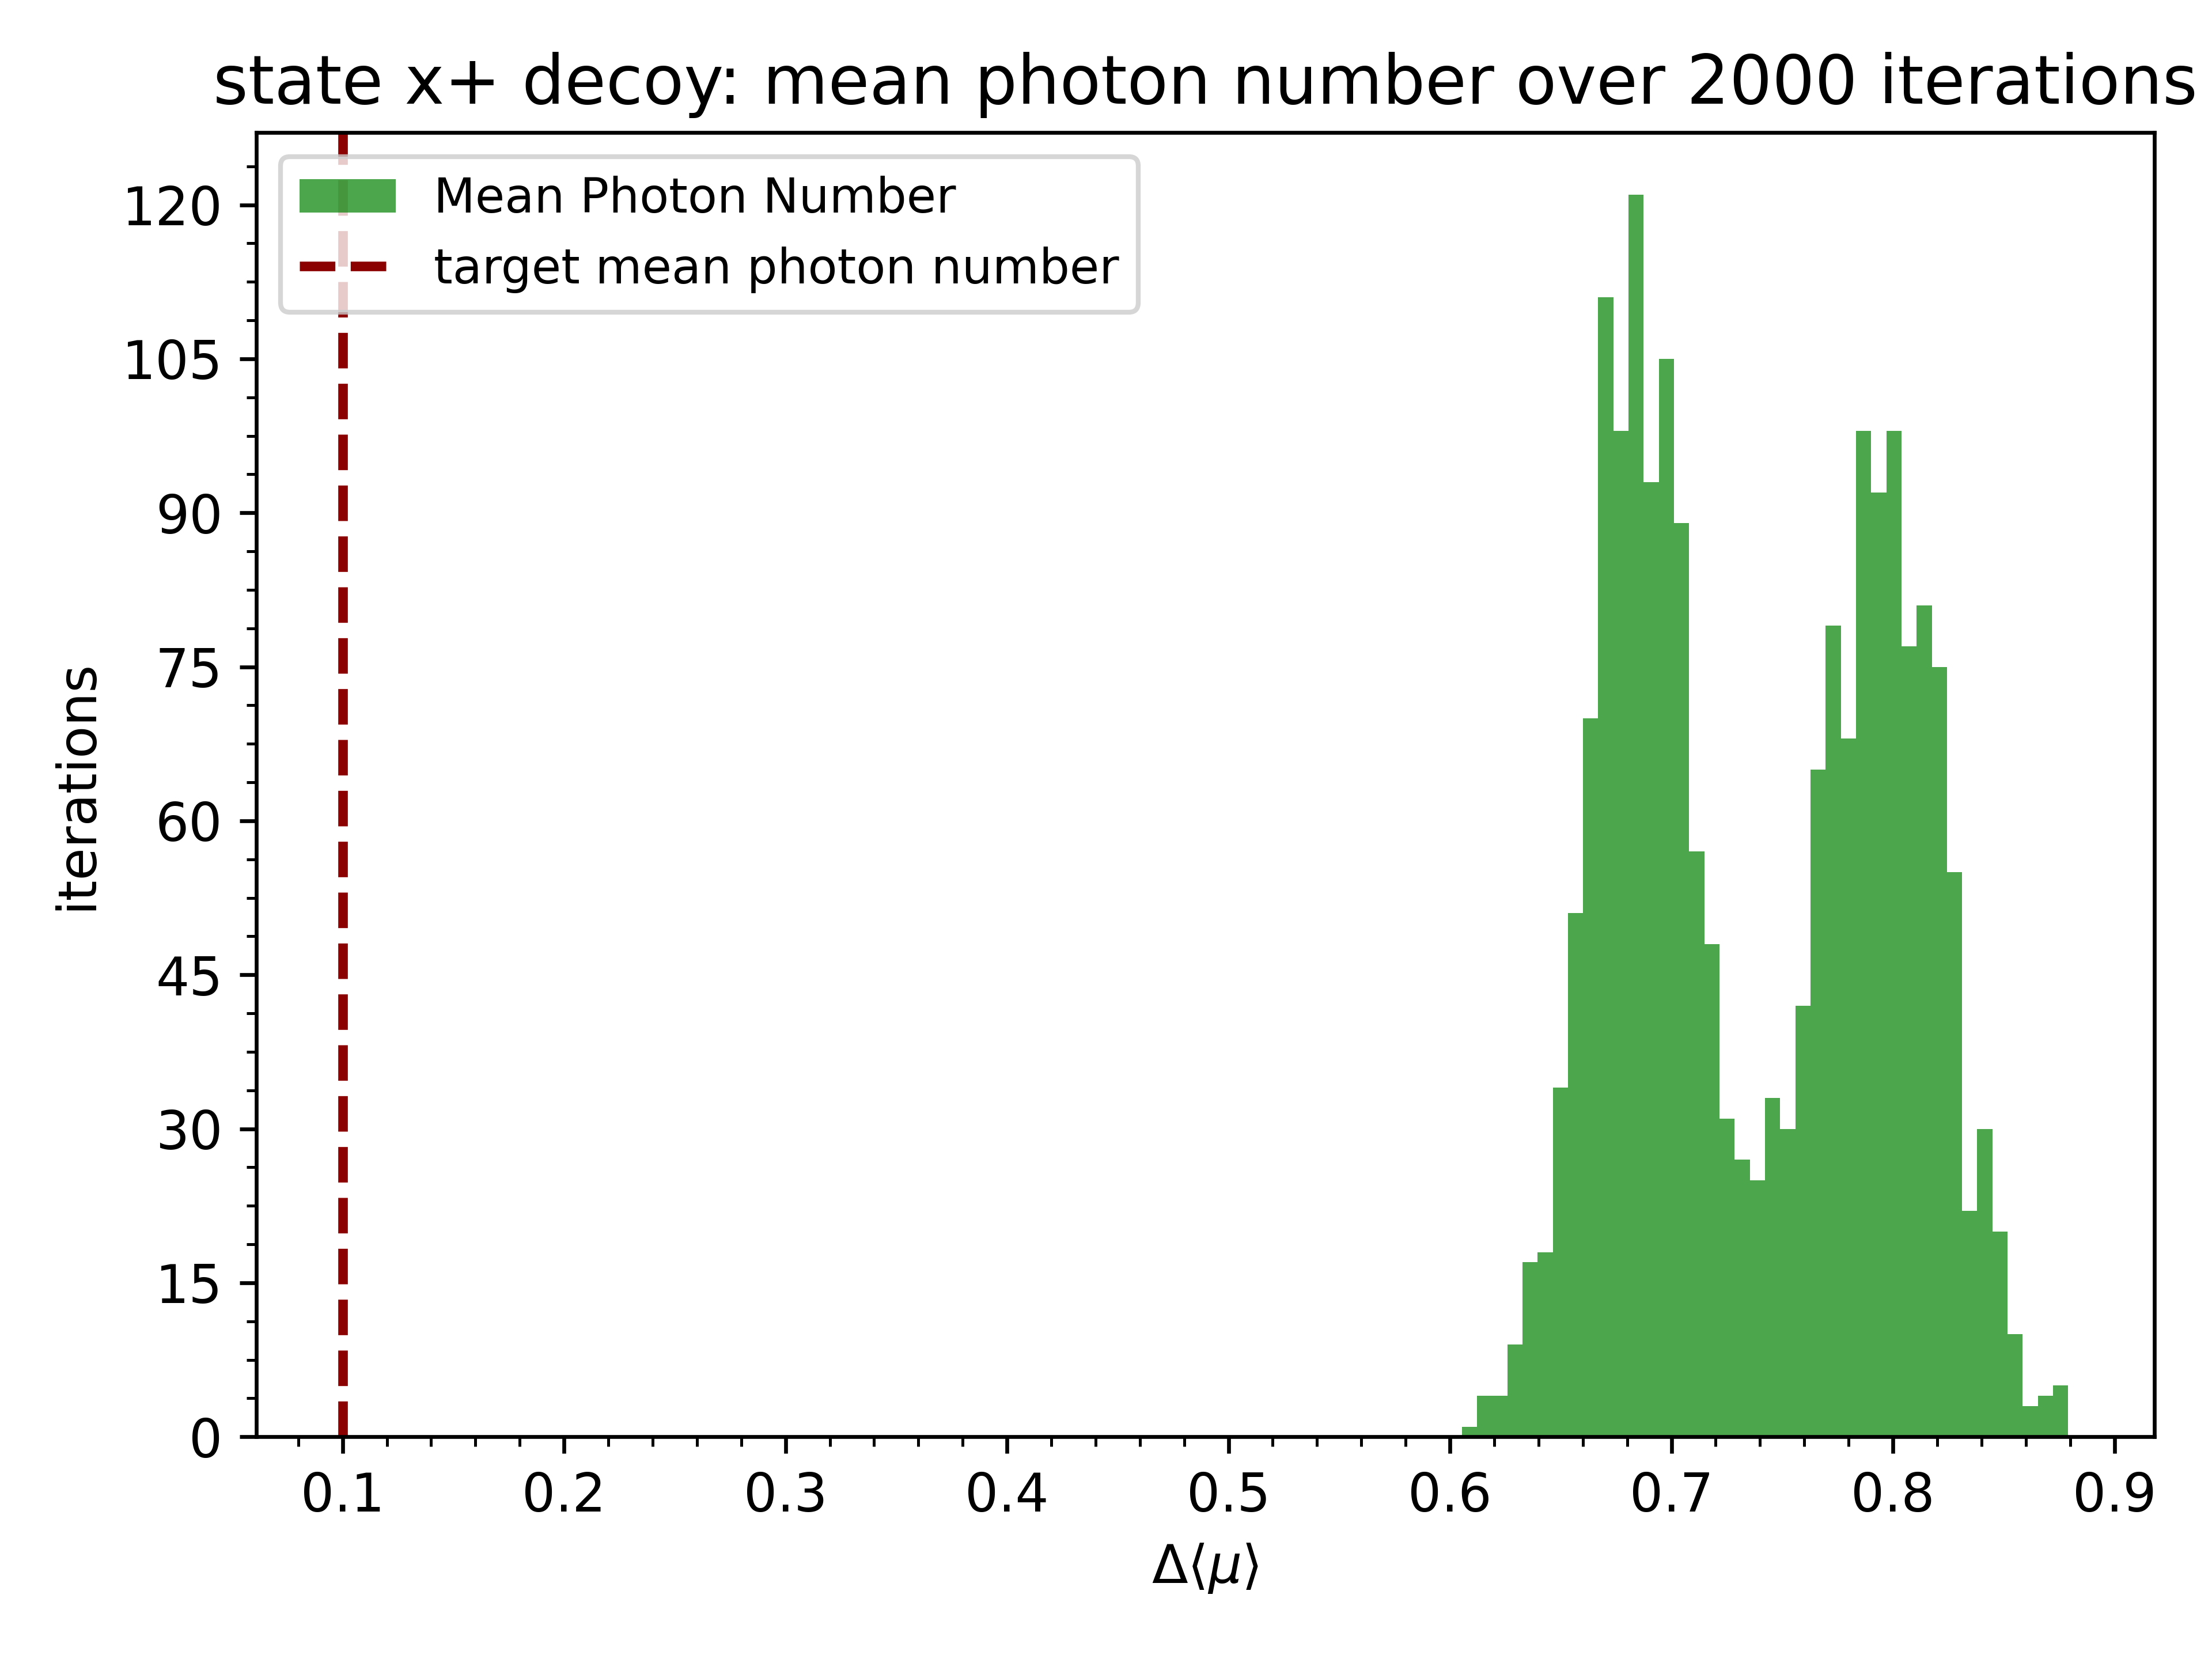 state x+ decoy: mean photon number over 2000 iterations
Mean Photon Number
target mean photon number
120
105
90
75
60
45
30
15
0
iterations
0.1 0.2 0.3 0.4 0.5 0.6 0.7 0.8 0.9
Δ⟨μ⟩